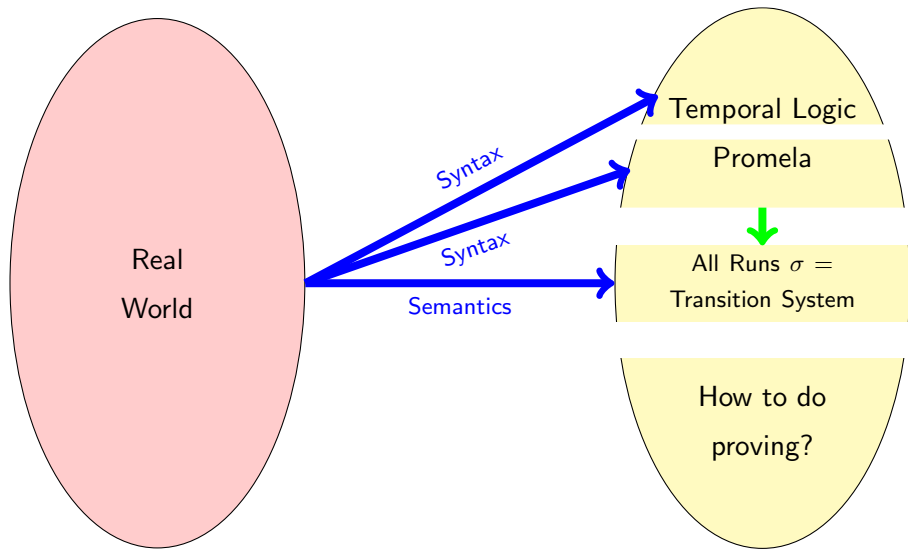 Real
World
Syntax
Syntax
Semantics
Temporal Logic
Promela
All Runs σ =
Transition System
How to do
proving?